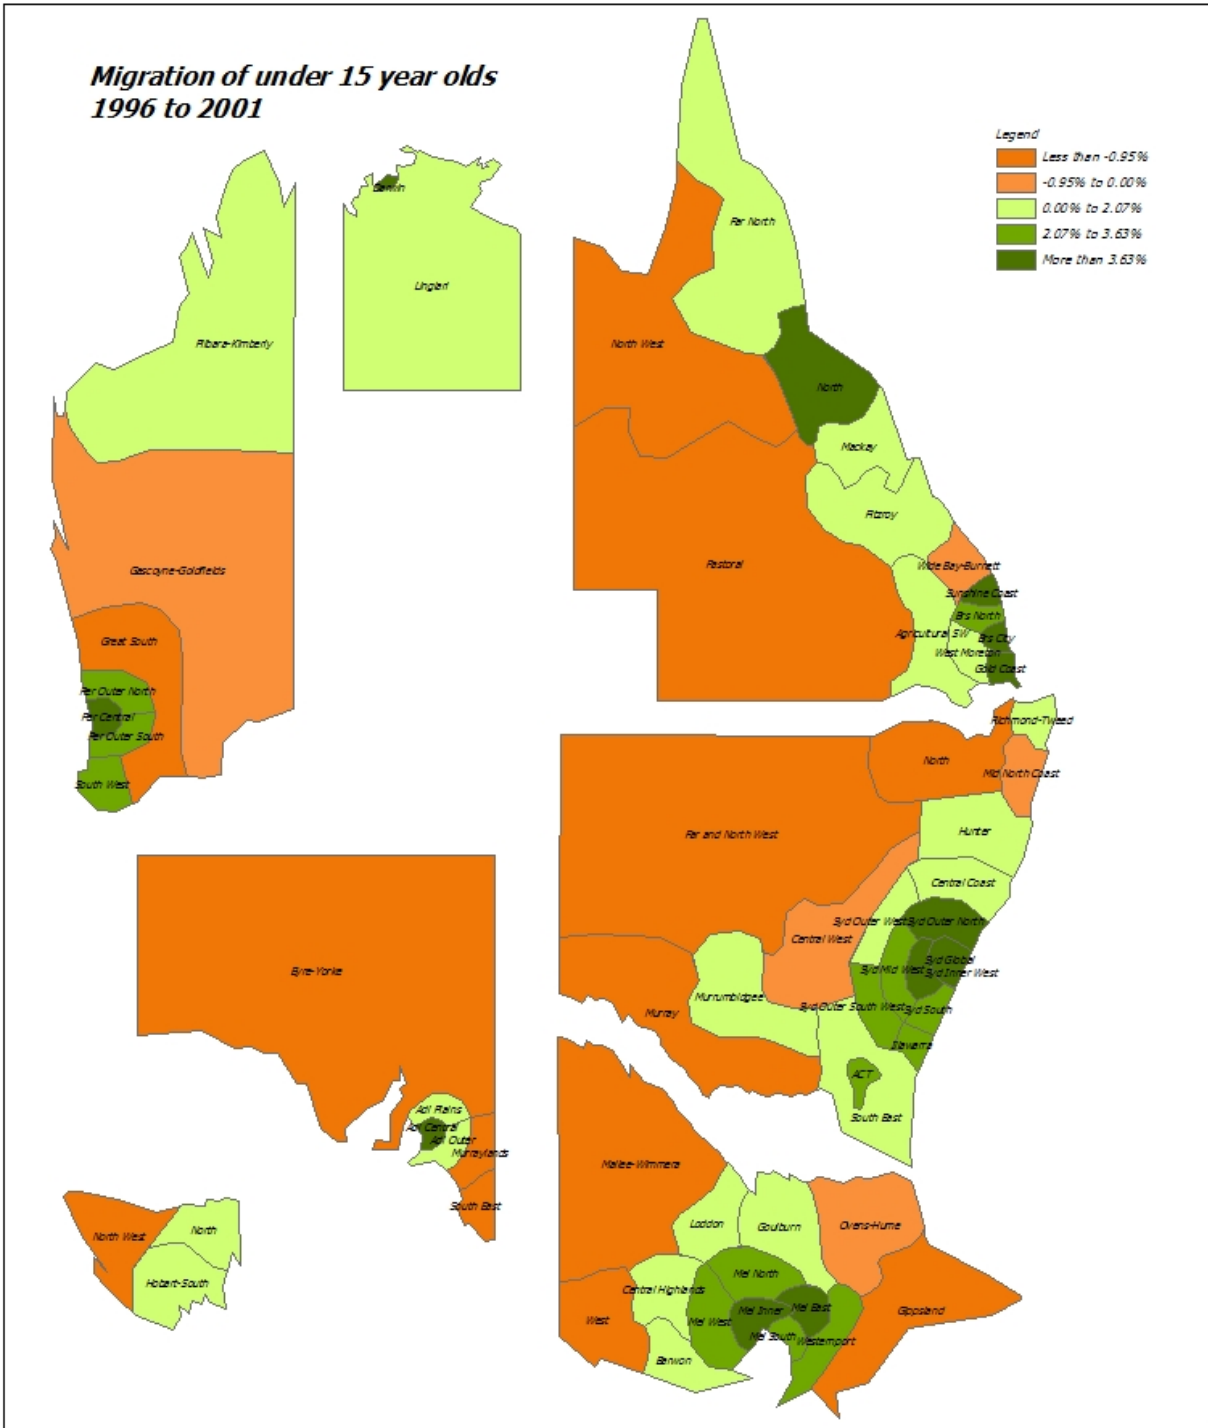 Migration of under 15 year olds
1996 to 2001
Legend
Less than -0.95%
-0.95% to 0.00%
0.00% to 2.07%
2.07% to 3.63%
More than 3.63%
Darwin
Lingiari
Pilbara-Kimberly
Gascoyne-Goldfields
Great South
Per Outer North
Per Central
Per Outer South
South West
Far North
North West
North
Mackay
Fitzroy
Pastoral
Wide Bay-Burnett
Sunshine Coast
Brs North
Agricultural SW
Brs City
West Moreton
Gold Coast
Richmond-Tweed
North
Mid North Coast
Far and North West
Hunter
Central Coast
Syd Outer West
Syd Outer North
Central West
Syd Global
Syd Mid West
Syd Inner West
Murrumbidgee
Syd Outer South West
Syd South
Murray
Illawarra
ACT
South East
Eyre-Yorke
Adl Plains
Adl Central
Adl Outer
Murraylands
South East
North West
North
Hobart-South
Mallee-Wimmera
Loddon
Goulburn
Ovens-Hume
Mel North
Central Highlands
Mel East
Mel Inner
Gippsland
West
Mel West
Mel South
Westernport
Barwon